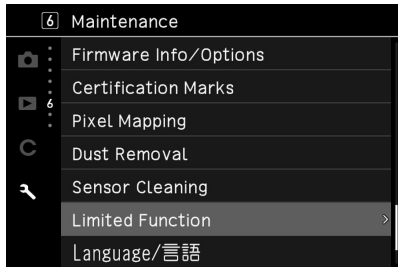 6 Maintenance
Firmware Info/Options
Certification Marks
6
Pixel Mapping
Dust Removal
C
Sensor Cleaning
Limited Function
Language/言語